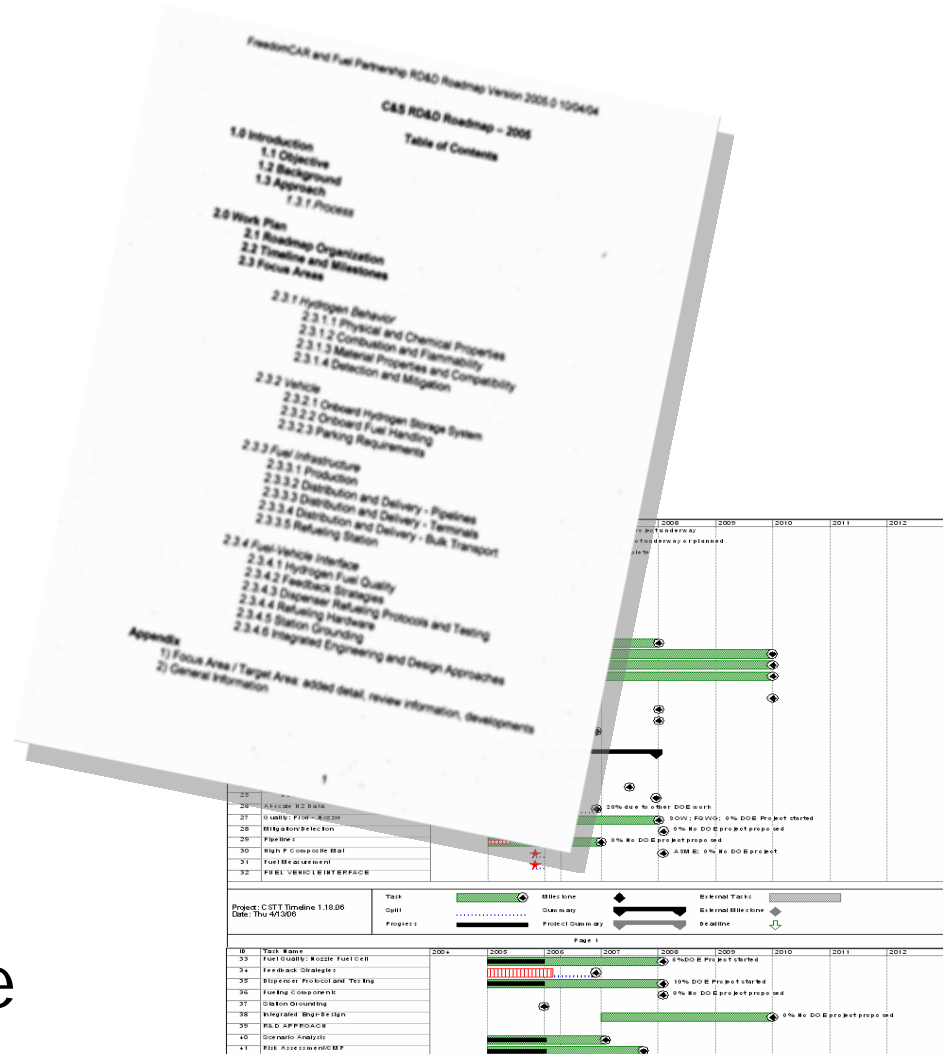 FreedomCAR and Fuel Partnership RD&D Roadmap Version 2005.0 10/04/04
C&S RD&D Roadmap – 2005
Table of Contents
1.0 Introduction
1.1 Objective
1.2 Background
1.3 Approach
1.3.1 Process
2.0 Work Plan
2.1 Roadmap Organization
2.2 Timeline and Milestones
2.3 Focus Areas
2.3.1 Hydrogen Behavior
2.3.1.1 Physical and Chemical Properties
2.3.1.2 Combustion and Flammability
2.3.1.3 Material Properties and Compatibility
2.3.1.4 Detection and Mitigation
2.3.2 Vehicle
2.3.2.1 Onboard Hydrogen Storage System
2.3.2.2 Onboard Fuel Handling
2.3.2.3 Parking Requirements
2.3.3 Fuel Infrastructure
2.3.3.1 Production
2.3.3.2 Distribution and Delivery - Pipelines
2.3.3.3 Distribution and Delivery - Terminals
2.3.3.4 Distribution and Delivery - Bulk Transport
2.3.3.5 Refueling Station
2.3.4 Fuel-Vehicle Interface
2.3.4.1 Hydrogen Fuel Quality
2.3.4.2 Feedback Strategies
2.3.4.3 Dispenser Refueling Protocols and Testing
2.3.4.4 Refueling Hardware
2.3.4.5 Station Grounding
2.3.4.6 Integrated Engineering and Design Approaches
Appendix
1) Focus Area / Target Area: added detail, review information, developments
2) General Information
1
2008 2009 2010 2011 2012
project underway
underway or planned
25
26 H2 Data 20% due to other DOE work
27 Quality: Prod - Nozzle SOW; FQWG; 0% DOE Project started
28 Mitigation/Detection 0% No DOE project proposed
29 Pipelines 0% No DOE project proposed
30 High P Composite Mat ASME; 0% No DOE project
31 Fuel Measurement
32 FUEL VEHICLE INTERFACE
Project: CSTT Timeline 1.18.06
Date: Thu 4/13/06
Task Milestone External Tasks
Split Summary External Milestone
Progress Project Summary Deadline
Page 1
ID Task Name 2004 2005 2006 2007 2008 2009 2010 2011 2012
33 Fuel Quality: Nozzle Fuel Cell 5% DOE Project started
34 Feedback Strategies
35 Dispenser Protocol and Testing 10% DOE Project started
36 Fueling Components 0% No DOE project proposed
37 Station Grounding
38 Integrated Engr-Design 0% No DOE project proposed
39 R&D APPROACH
40 Scenario Analysis
41 Risk Assessment/CMP
e